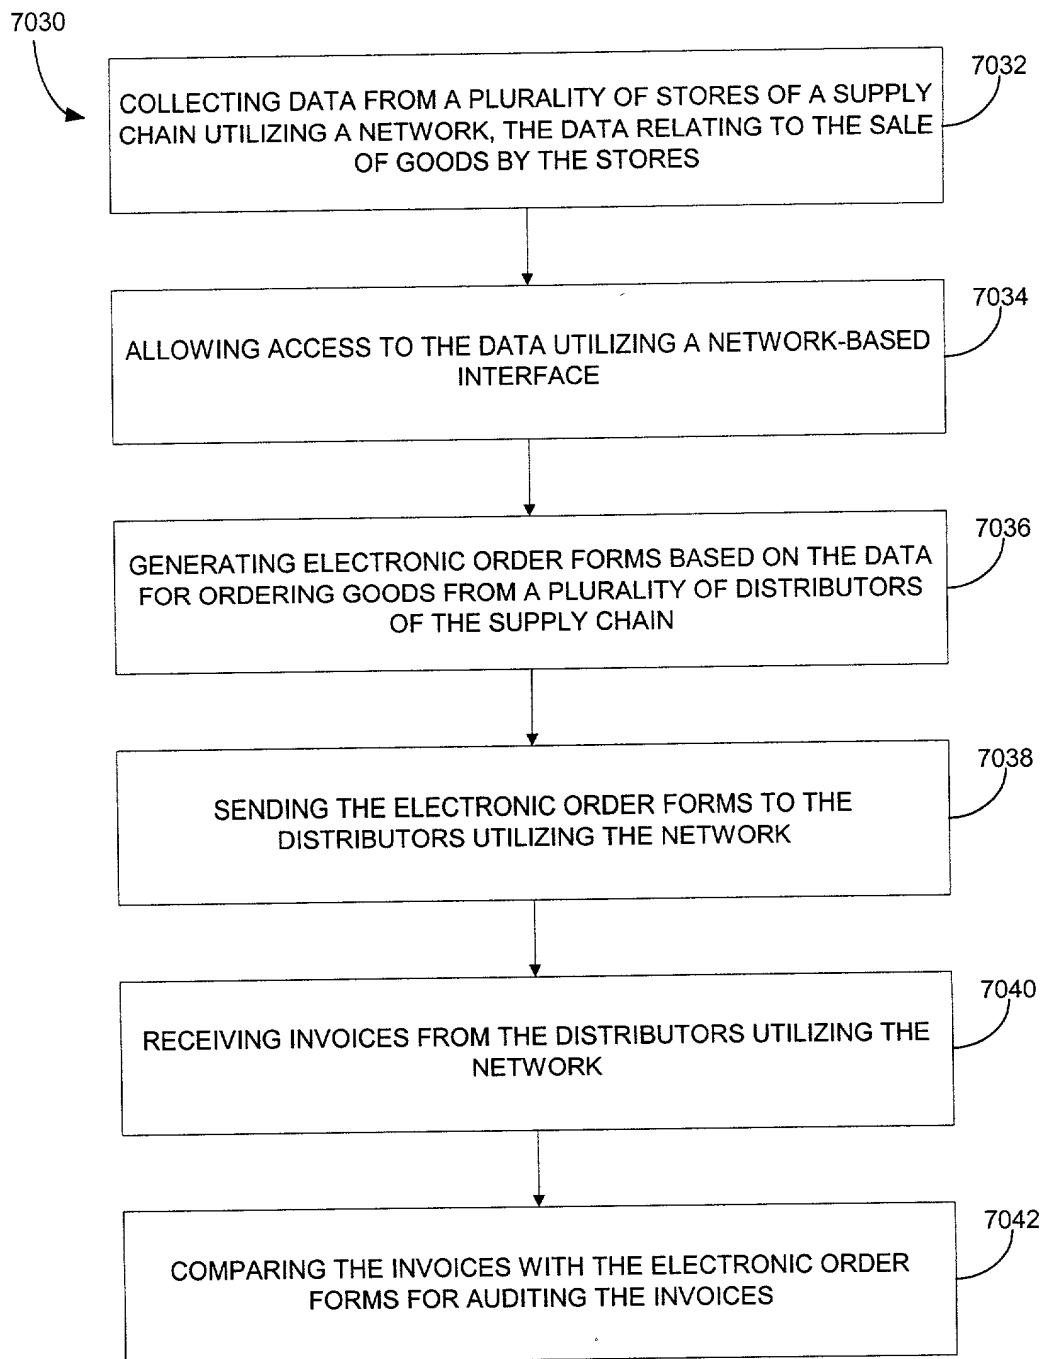 7030
7032
COLLECTING DATA FROM A PLURALITY OF STORES OF A SUPPLY
CHAIN UTILIZING A NETWORK, THE DATA RELATING TO THE SALE
OF GOODS BY THE STORES
7034
ALLOWING ACCESS TO THE DATA UTILIZING A NETWORK-BASED
INTERFACE
7036
GENERATING ELECTRONIC ORDER FORMS BASED ON THE DATA
FOR ORDERING GOODS FROM A PLURALITY OF DISTRIBUTORS
OF THE SUPPLY CHAIN
7038
SENDING THE ELECTRONIC ORDER FORMS TO THE
DISTRIBUTORS UTILIZING THE NETWORK
7040
RECEIVING INVOICES FROM THE DISTRIBUTORS UTILIZING THE
NETWORK
7042
COMPARING THE INVOICES WITH THE ELECTRONIC ORDER
FORMS FOR AUDITING THE INVOICES